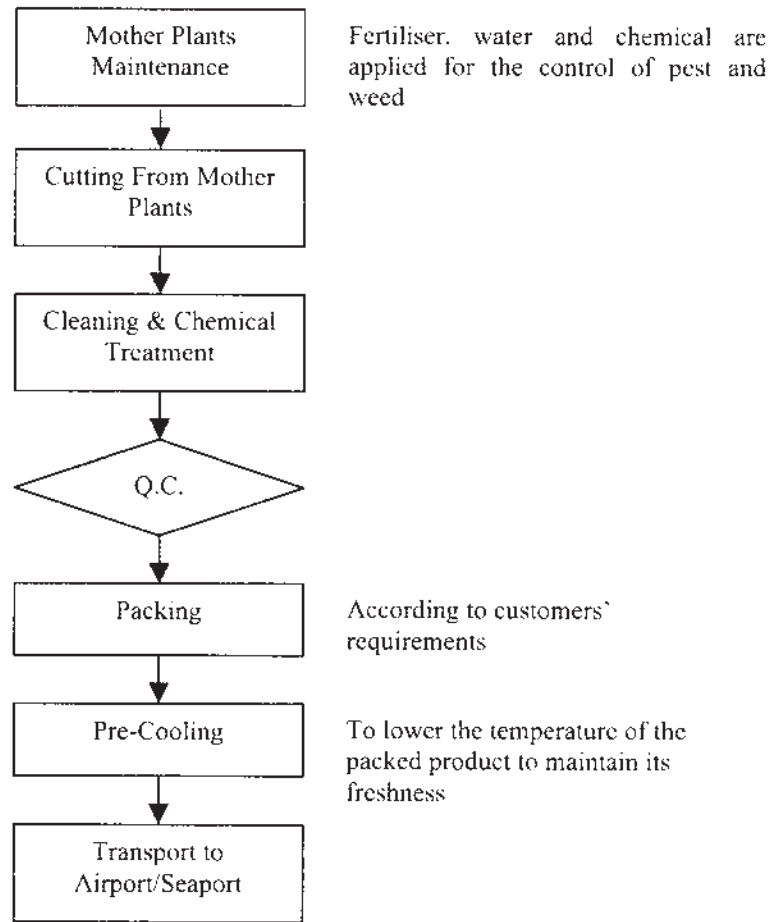 Mother Plants
Maintenance
Fertiliser, water and chemical are
applied for the control of pest and
weed
Cutting From Mother
Plants
Cleaning & Chemical
Treatment
Q.C.
Packing
According to customers'
requirements
Pre-Cooling
To lower the temperature of the
packed product to maintain its
freshness
Transport to
Airport/Seaport